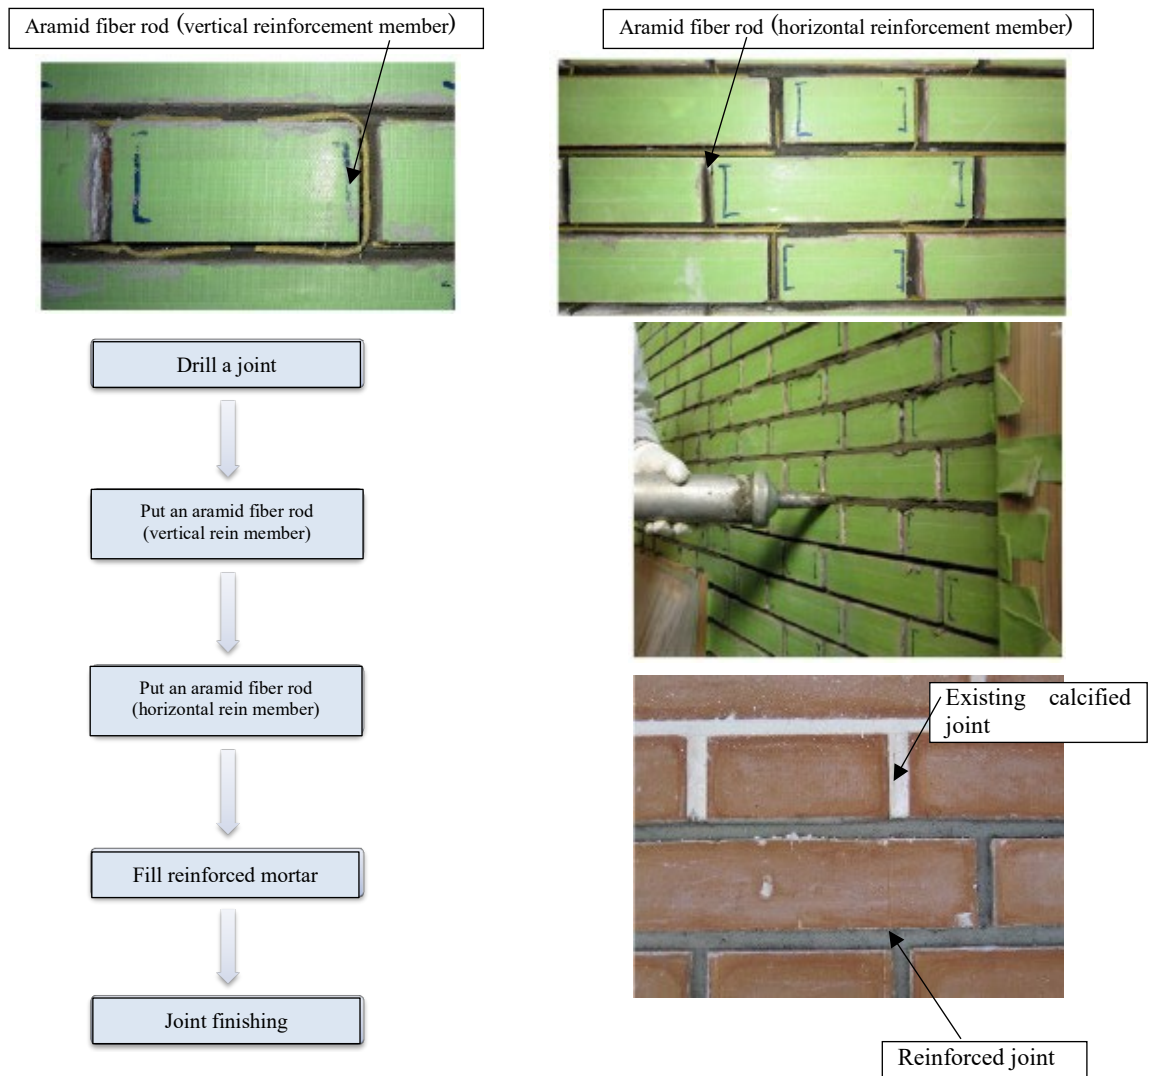 Aramid fiber rod (vertical reinforcement member)
Aramid fiber rod (horizontal reinforcement member)
Drill a joint
Put an aramid fiber rod
(vertical rein member)
Put an aramid fiber rod
(horizontal rein member)
Fill reinforced mortar
Joint finishing
Existing calcified
joint
Reinforced joint